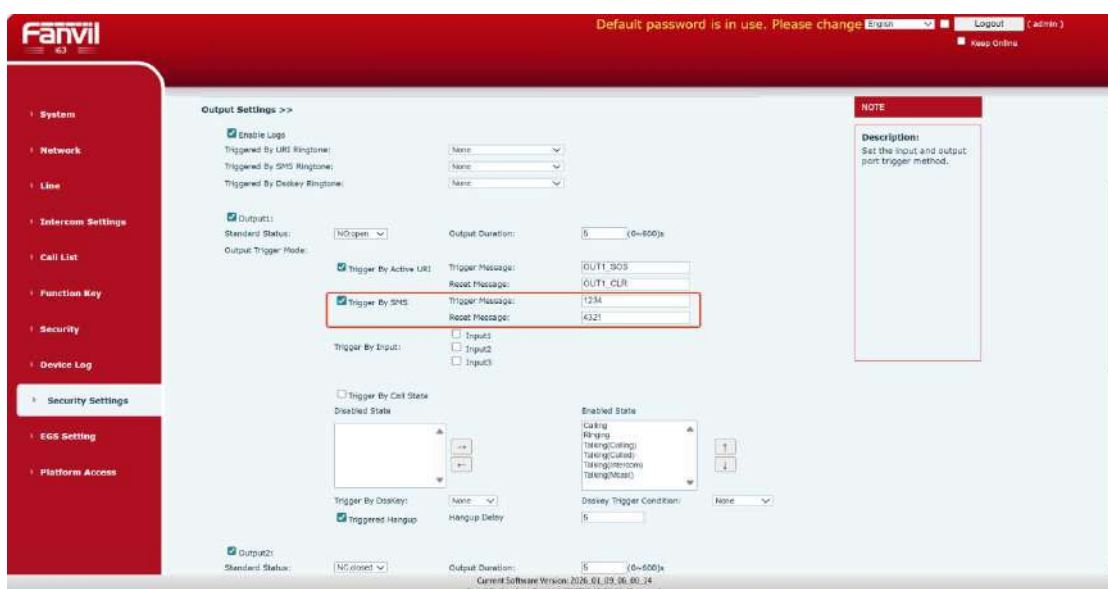 Fanvil
i63
Default password is in use. Please change
English
Logout
( admin )
Keep Online
System
Network
Line
Intercom Settings
Call List
Function Key
Security
Device Log
Security Settings
EGS Setting
Platform Access
Output Settings >>
Enable Logs
Triggered By URI Ringtone: None
Triggered By SMS Ringtone: None
Triggered By Dsskey Ringtone: None
Output1:
Standard Status: NO:open Output Duration: 5 (0~600)s
Output Trigger Mode:
Trigger By Active URI Trigger Message: OUT1_SOS
Reset Message: OUT1_CLR
Trigger By SMS Trigger Message: 1234
Reset Message: 4321
Trigger By Input: Input1
Input2
Input3
Trigger By Call State
Disabled State Enabled State
Calling
Ringing
Talking(Calling)
Talking(Called)
Talking(Intercom)
Talking(Mcast)
Trigger By DssKey: None Dsskey Trigger Condition: None
Triggered Hangup Hangup Delay 5
Output2:
Standard Status: NC:closed Output Duration: 5 (0~600)s
NOTE
Description:
Set the input and output
port trigger method.
Current Software Version: 2026_01_09_06_00_14